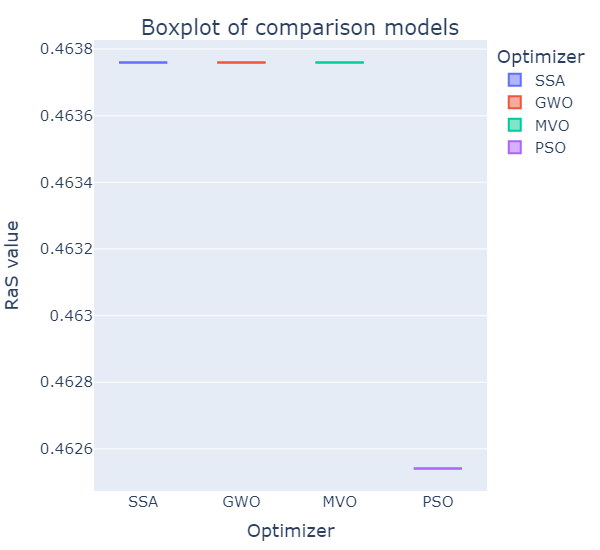 Boxplot of comparison models
0.4638
0.4636
0.4634
0.4632
0.463
0.4628
0.4626
RaS value
SSA
GWO
MVO
PSO
Optimizer
Optimizer
SSA
GWO
MVO
PSO